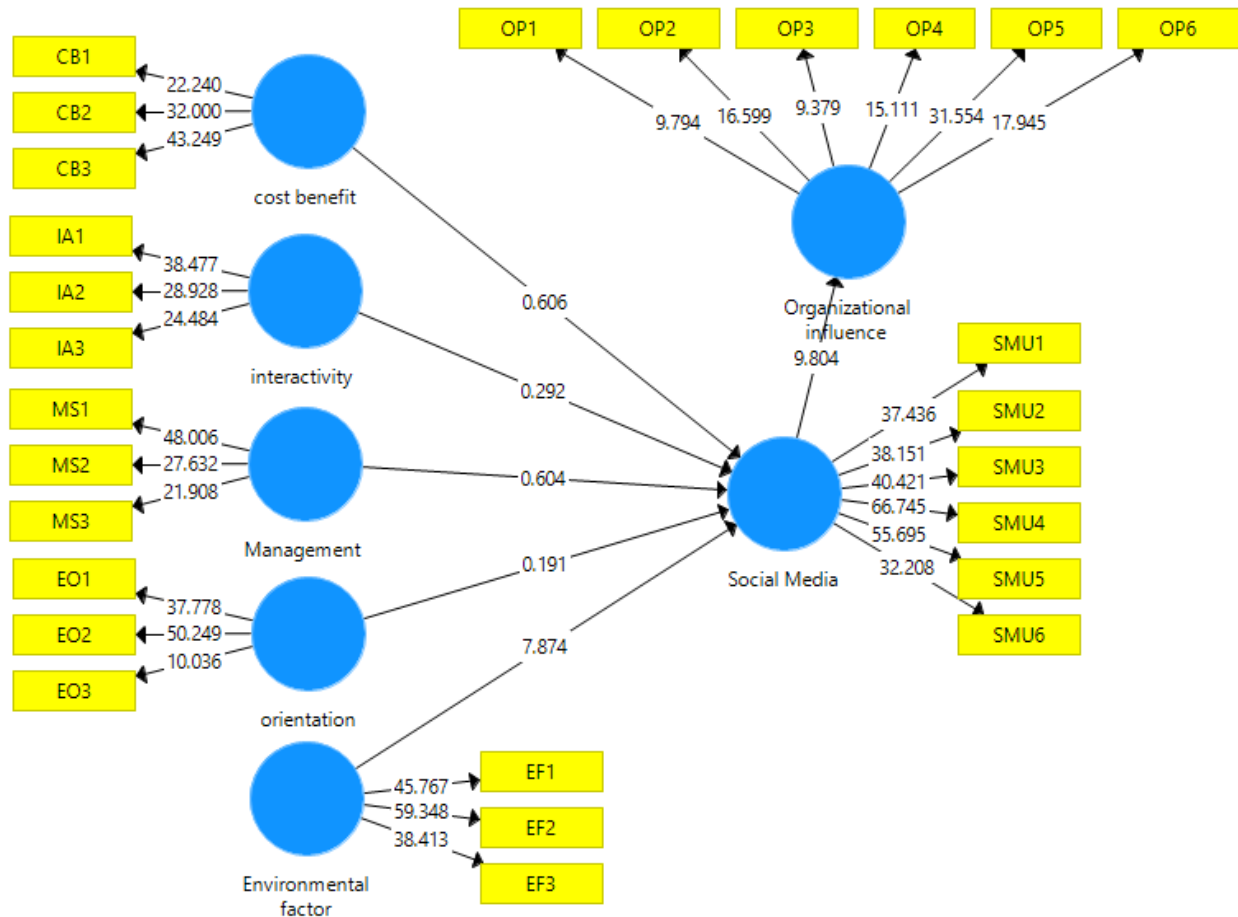 OP1
OP2
OP3
OP4
OP5
OP6
9.794
16.599
9.379
15.111
31.554
17.945
CB1
CB2
CB3
22.240
32.000
43.249
cost benefit
IA1
IA2
IA3
38.477
28.928
24.484
interactivity
MS1
MS2
MS3
48.006
27.632
21.908
Management
EO1
EO2
EO3
37.778
50.249
10.036
orientation
Environmental
factor
45.767
59.348
38.413
EF1
EF2
EF3
0.606
0.292
0.604
0.191
7.874
Organizational
influence
9.804
Social Media
37.436
38.151
40.421
66.745
55.695
32.208
SMU1
SMU2
SMU3
SMU4
SMU5
SMU6